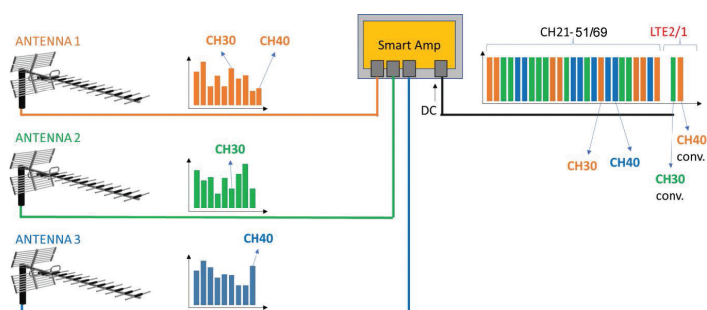 ANTENNA 1
CH30
CH40
Smart Amp
DC
CH21-51/69
LTE2/1
CH30
CH40
CH40
conv.
CH30
conv.
ANTENNA 2
CH30
ANTENNA 3
CH40